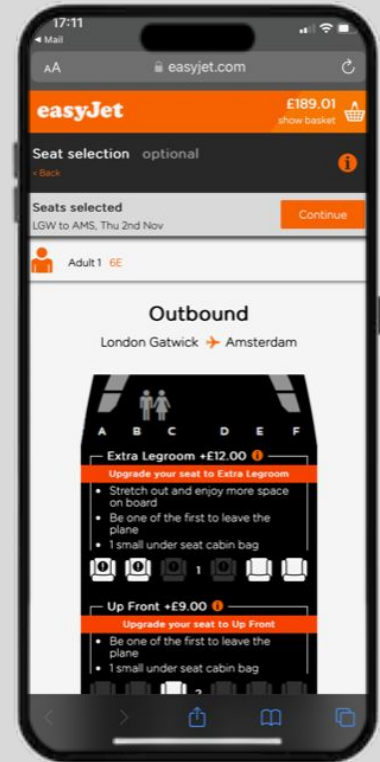 17:11
◀ Mail
AA easyjet.com
easyJet
£189.01
show basket
Seat selection optional
< Back
Seats selected
LGW to AMS, Thu 2nd Nov
Continue
Adult 1 6E
Outbound
London Gatwick Amsterdam
A B C D E F
Extra Legroom +£12.00
Upgrade your seat to Extra Legroom
• Stretch out and enjoy more space
on board
• Be one of the first to leave the
plane
• 1 small under seat cabin bag
1
Up Front +£9.00
Upgrade your seat to Up Front
• Be one of the first to leave the
plane
• 1 small under seat cabin bag
2